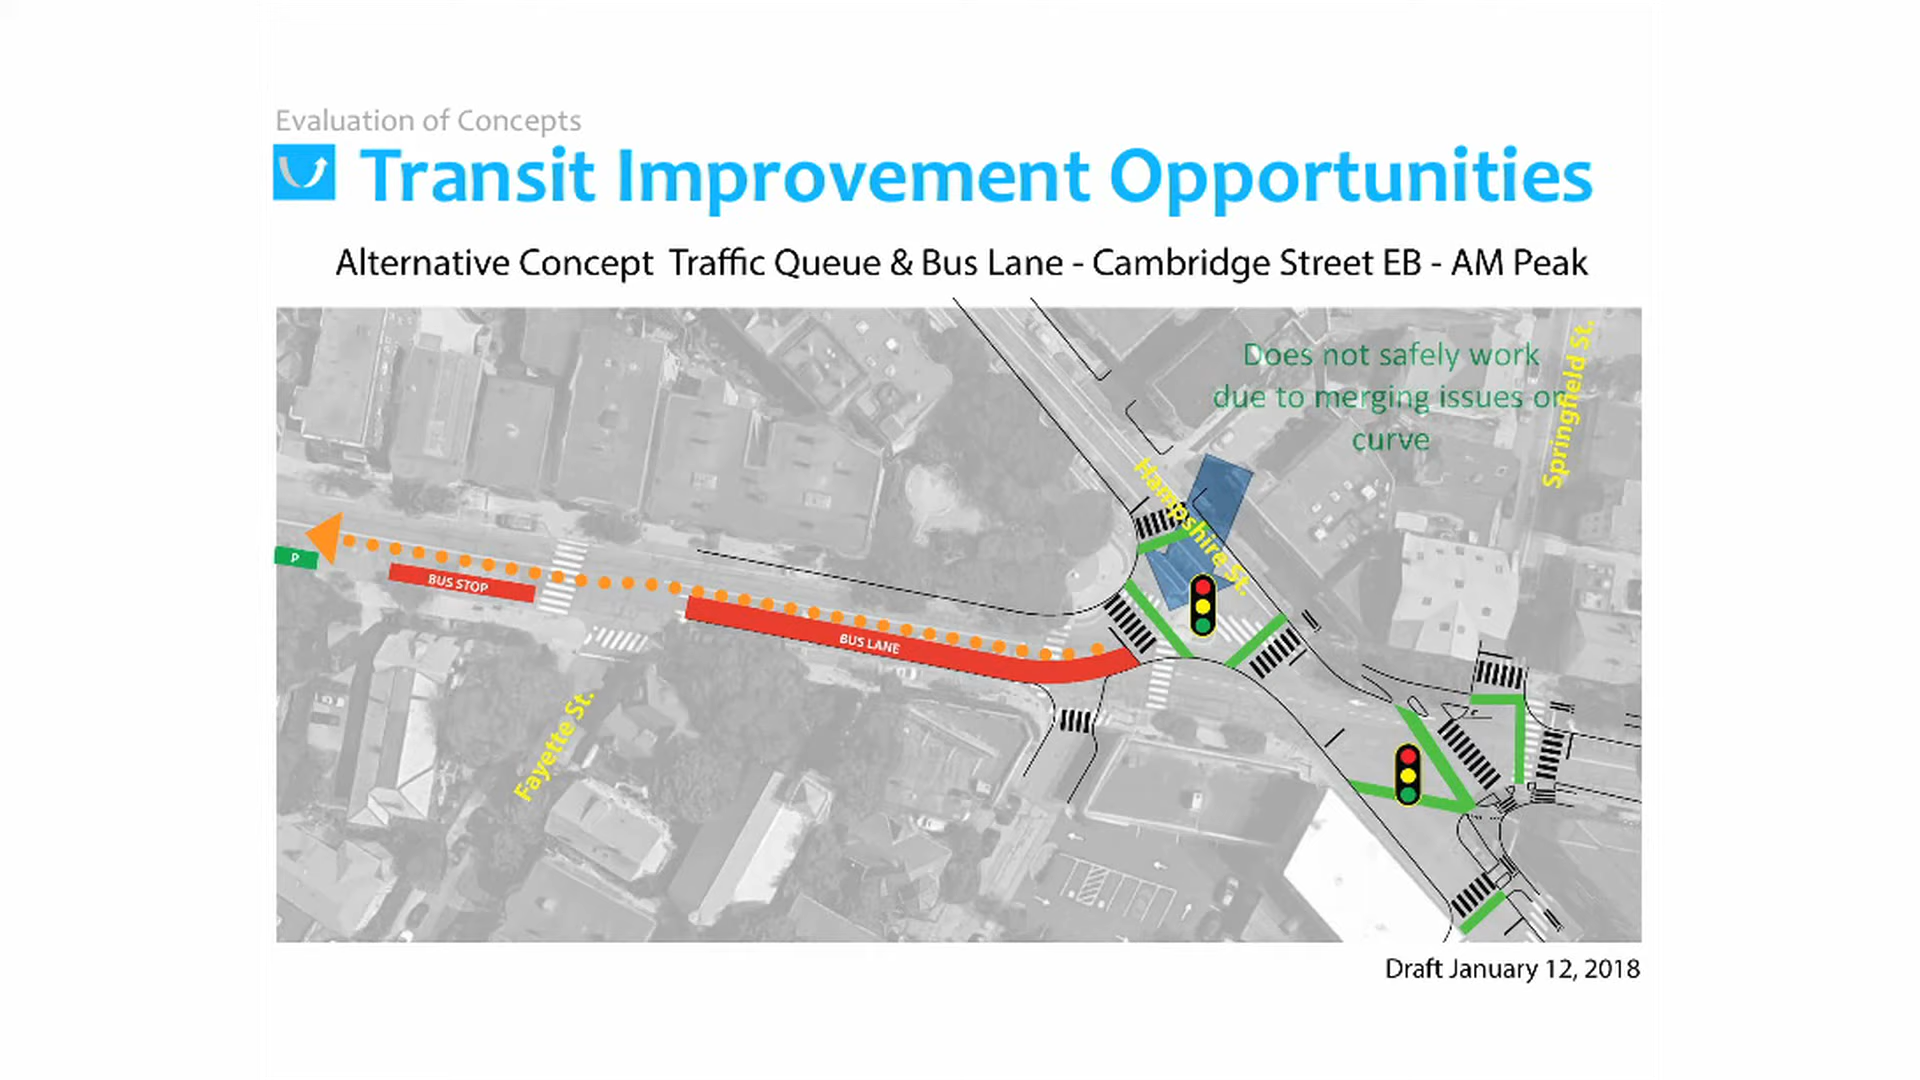 Evaluation of Concepts
Transit Improvement Opportunities
Alternative Concept Traffic Queue & Bus Lane - Cambridge Street EB - AM Peak
Does not safely work
due to merging issues on
curve
Springfield St.
Hampshire St.
P
BUS STOP
BUS LANE
Fayette St.
Draft January 12, 2018